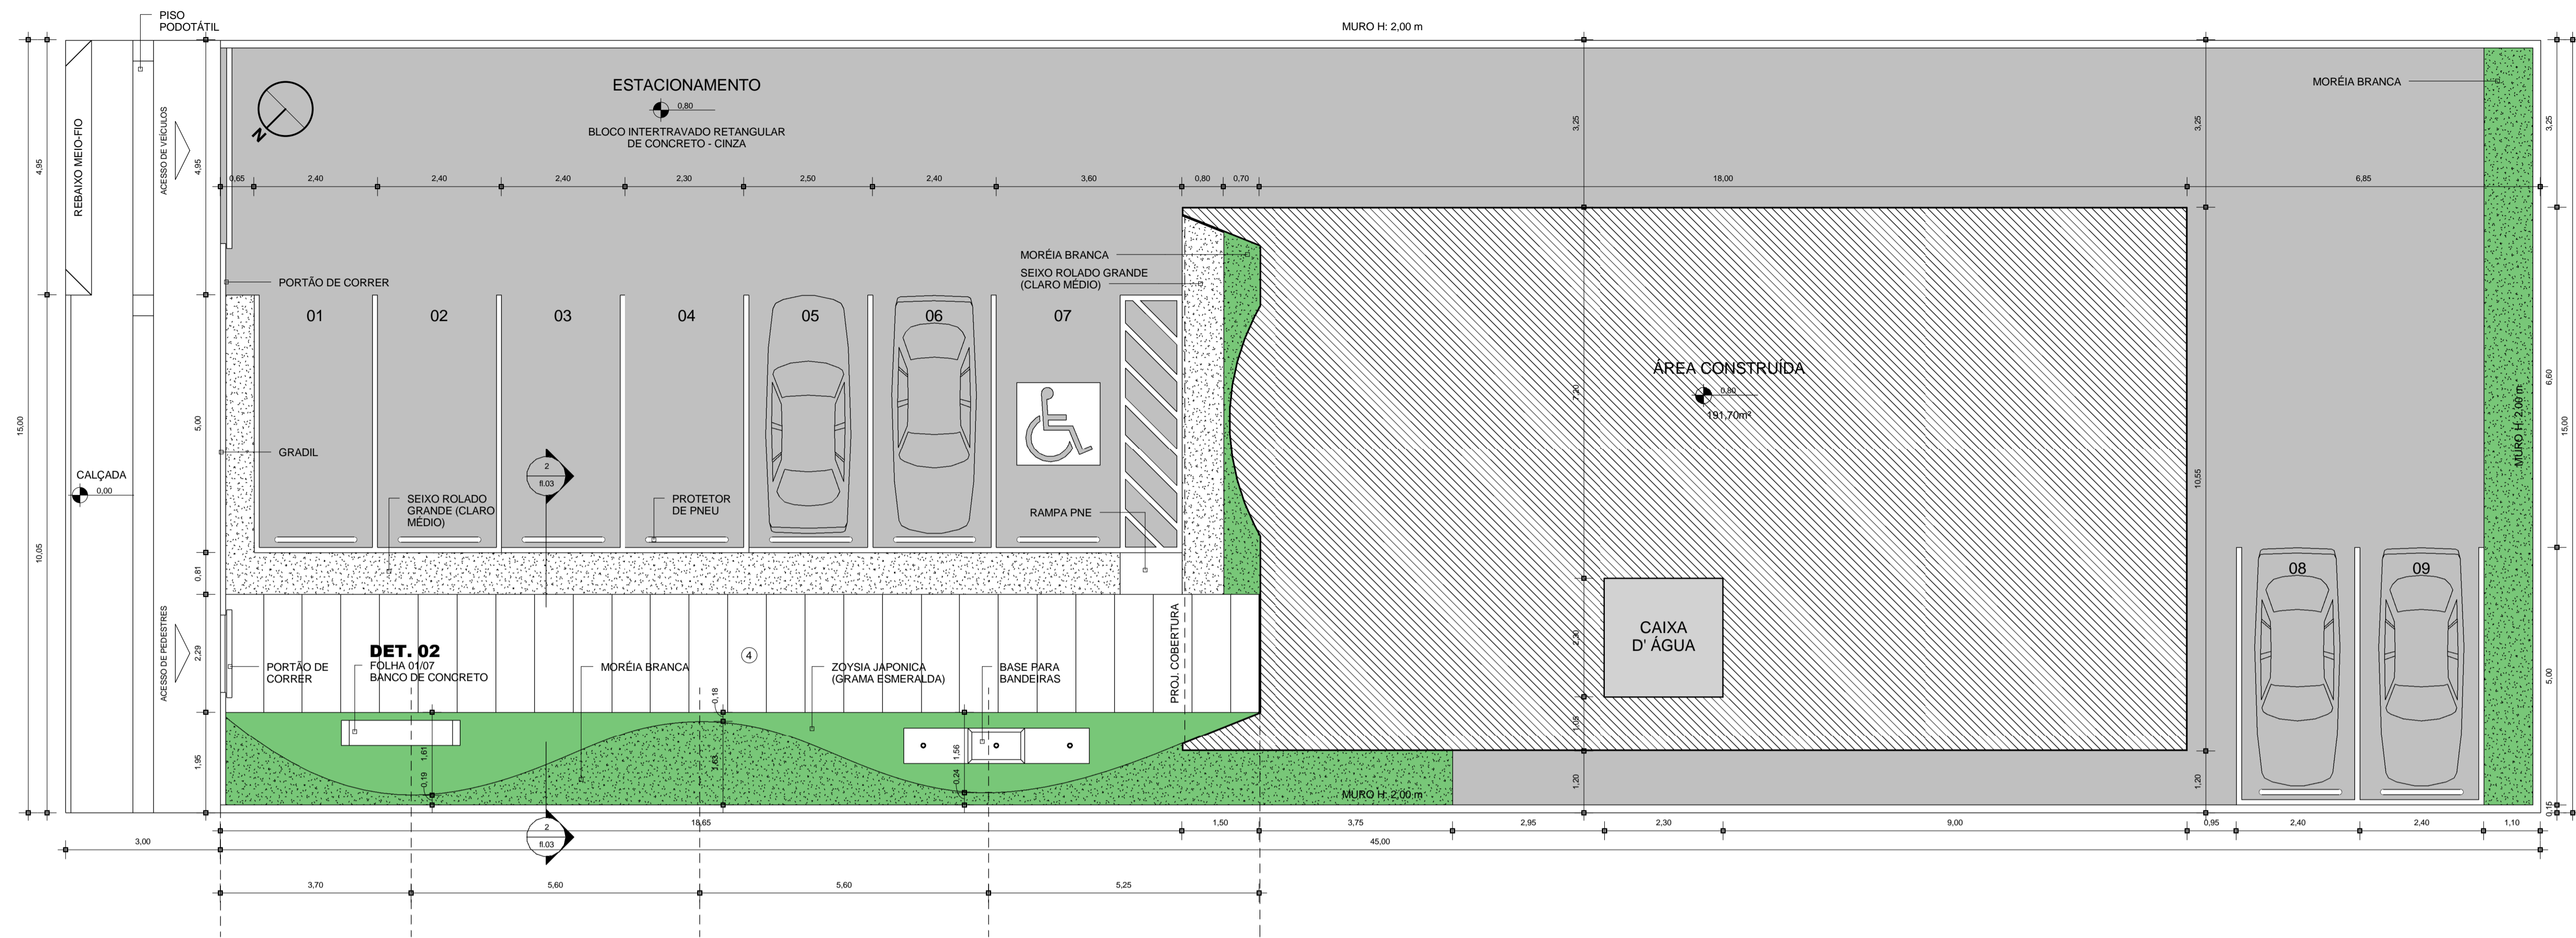 PISO
PODOTÁTIL
MURO H: 2,00 m
ESTACIONAMENTO
0,80
BLOCO INTERTRAVADO RETANGULAR
DE CONCRETO - CINZA
N
MORÉIA BRANCA
REBAIXO MEIO-FIO
ACESSO DE VEÍCULOS
4,95
4,95
3,25
3,25
3,25
0,65
2,40
2,40
2,40
2,30
2,50
2,40
3,60
0,80
0,70
18,00
6,85
MORÉIA BRANCA
SEIXO ROLADO GRANDE
(CLARO MÉDIO)
PORTÃO DE CORRER
01
02
03
04
05
06
07
ÁREA CONSTRUÍDA
0,80
191,70m²
7,20
6,60
15,00
15,00
5,00
GRADIL
CALÇADA
0,00
2
fl.03
SEIXO ROLADO
GRANDE (CLARO
MÉDIO)
PROTETOR
DE PNEU
RAMPA PNE
10,55
MURO H: 2,00 m
10,05
0,81
08
09
ACESSO DE PEDESTRES
2,29
PORTÃO DE
CORRER
DET. 02
FOLHA 01/07
BANCO DE CONCRETO
MORÉIA BRANCA
4
ZOYSIA JAPONICA
(GRAMA ESMERALDA)
BASE PARA
BANDEIRAS
PROJ. COBERTURA
2,30
CAIXA
D' ÁGUA
5,00
1,95
1,61
0,19
0,18
1,63
1,56
0,24
1,05
1,20
1,20
0,15
MURO H: 2,00 m
2
fl.03
18,65
1,50
3,75
2,95
2,30
9,00
0,95
2,40
2,40
1,10
3,00
45,00
3,70
5,60
5,60
5,25